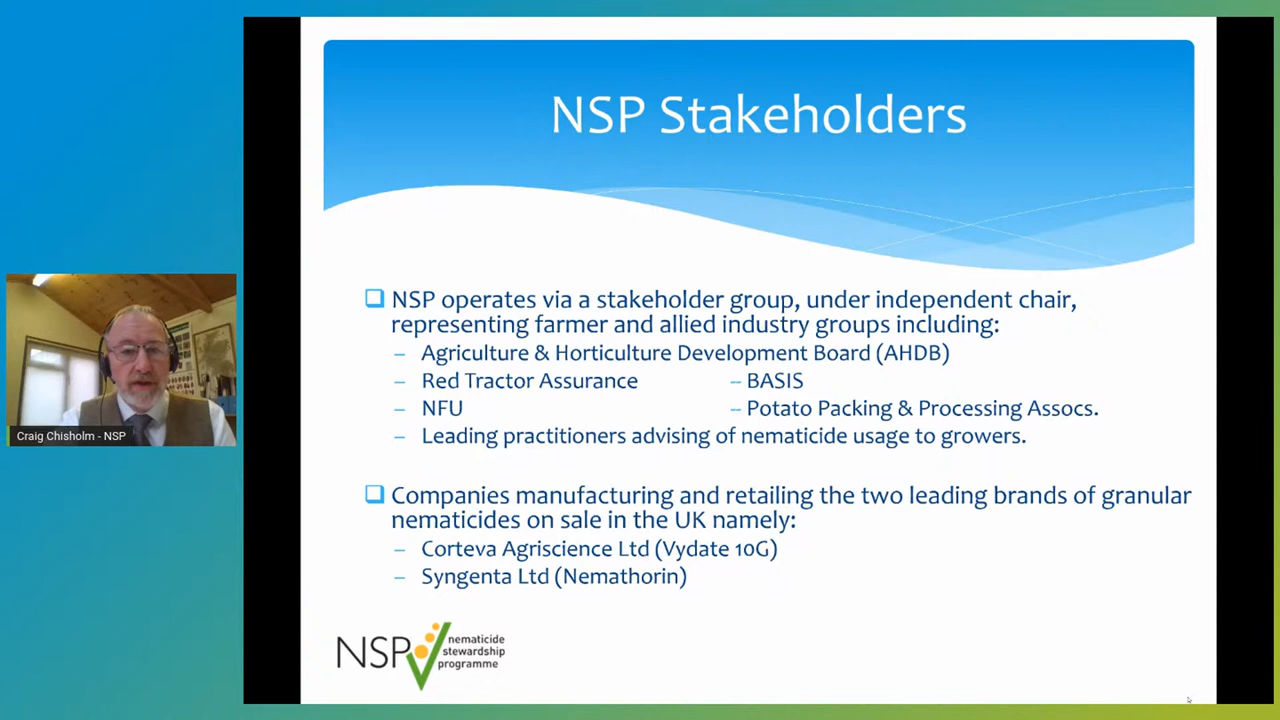 NSP Stakeholders
NSP operates via a stakeholder group, under independent chair,
representing farmer and allied industry groups including:
– Agriculture & Horticulture Development Board (AHDB)
– Red Tractor Assurance -- BASIS
– NFU -- Potato Packing & Processing Assocs.
– Leading practitioners advising of nematicide usage to growers.
Companies manufacturing and retailing the two leading brands of granular
nematicides on sale in the UK namely:
– Corteva Agriscience Ltd (Vydate 10G)
– Syngenta Ltd (Nemathorin)
Craig Chisholm - NSP
NSP nematicide
stewardship
programme